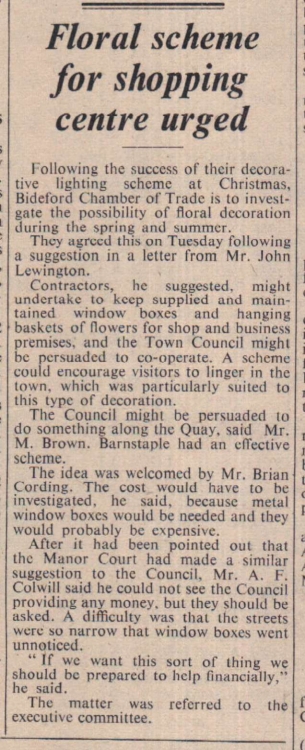 Floral scheme
for shopping
centre urged
Following the success of their decora-
tive lighting scheme at Christmas,
Bideford Chamber of Trade is to invest-
gate the possibility of floral decoration
during the spring and summer.
They agreed this on Tuesday following
a suggestion in a letter from Mr. John
Lewington.
Contractors, he suggested, might
undertake to keep supplied and main-
tained window boxes and hanging
baskets of flowers for shop and business
premises, and the Town Council might
be persuaded to co-operate. A scheme
could encourage visitors to linger in the
town, which was particularly suited to
this type of decoration.
The Council might be persuaded to
do something along the Quay, said Mr.
M. Brown. Barnstaple had an effective
scheme.
The idea was welcomed by Mr. Brian
Cording. The cost would have to be
investigated, he said, because metal
window boxes would be needed and they
would probably be expensive.
After it had been pointed out that
the Manor Court had made a similar
suggestion to the Council, Mr. A. F.
Colwill said he could not see the Council
providing any money, but they should be
asked. A difficulty was that the streets
were so narrow that window boxes went
unnoticed.
"If we want this sort of thing we
should be prepared to help financially,"
he said.
The matter was referred to the
executive committee.